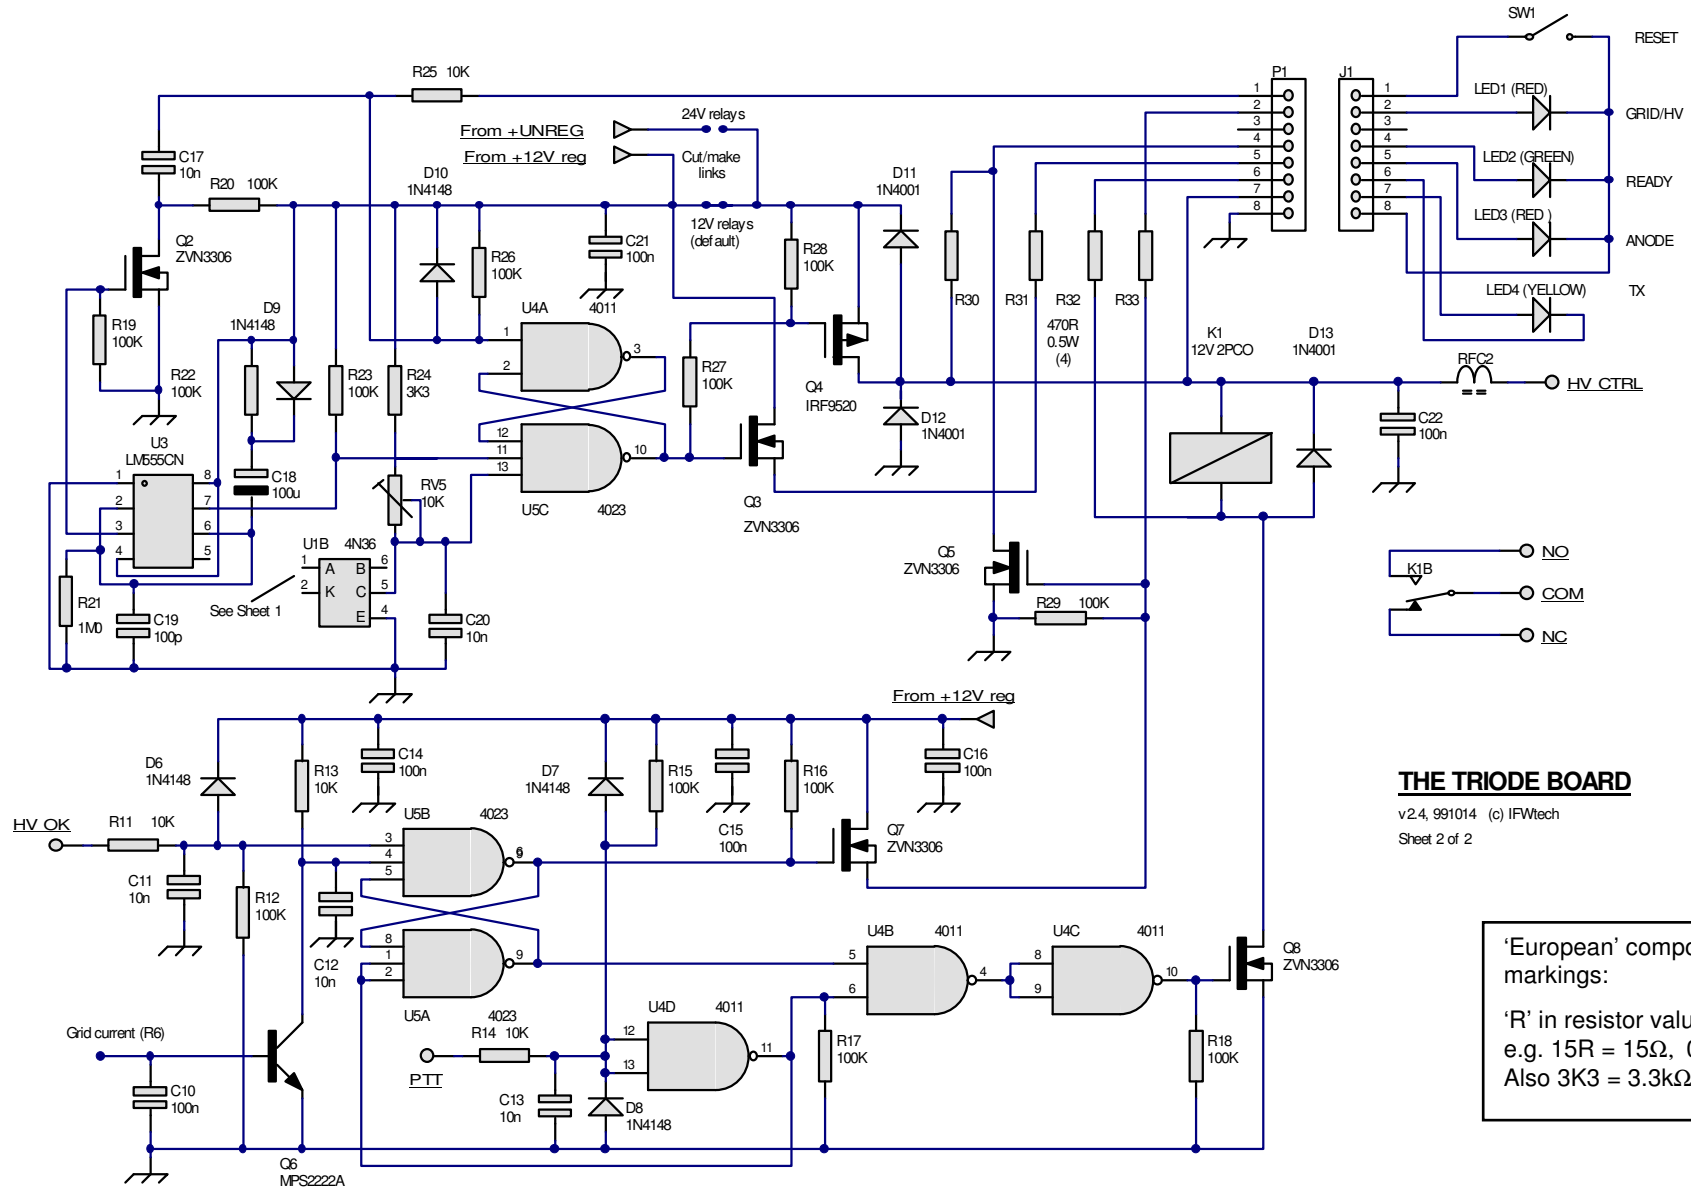 SW1
RESET
R25 10K
P1
J1
1
2
3
4
5
6
7
8
1
2
3
4
5
6
7
8
LED1 (RED)
GRID/HV
LED2 (GREEN)
READY
LED3 (RED )
ANODE
LED4 (YELLOW)
TX
From +UNREG
24V relays
From +12V reg
Cut/make
links
12V relays
(default)
C17
10n
R20 100K
D10
1N4148
D11
1N4001
Q2
ZVN3306
R26
100K
C21
100n
R28
100K
D9
1N4148
R19
100K
R22
100K
R23
100K
R24
3K3
U4A
4011
1
2
3
R27
100K
Q4
IRF9520
R30
R31
R32
R33
470R
0.5W
(4)
K1
12V 2PCO
D13
1N4001
RFC2
HV CTRL
D12
1N4001
C22
100n
U3
LM555CN
1
2
3
4
8
7
6
5
C18
100u
RV5
10K
12
11
13
10
U5C
4023
Q3
ZVN3306
U1B 4N36
1
2
A
K
B
C
E
6
5
4
See Sheet 1
R21
1M0
C19
100p
C20
10n
Q5
ZVN3306
R29 100K
NO
K1B
COM
NC
From +12V reg
D6
1N4148
R13
10K
C14
100n
D7
1N4148
R15
100K
C15
100n
R16
100K
C16
100n
THE TRIODE BOARD
v2.4, 991014 (c) IFWtech
Sheet 2 of 2
HV OK
R11 10K
U5B
4023
3
4
5
6
9
Q7
ZVN3306
C11
10n
R12
100K
C12
10n
8
1
2
9
U5A
4023
U4B
4011
5
6
4
U4C
4011
8
9
10
Q8
ZVN3306
'European' compo
markings:
'R' in resistor valu
e.g. 15R = 15Ω, 0
Also 3K3 = 3.3kΩ
Grid current (R6)
R14 10K
PTT
U4D
4011
12
13
11
R17
100K
R18
100K
C10
100n
C13
10n
D8
1N4148
Q6
MPS2222A